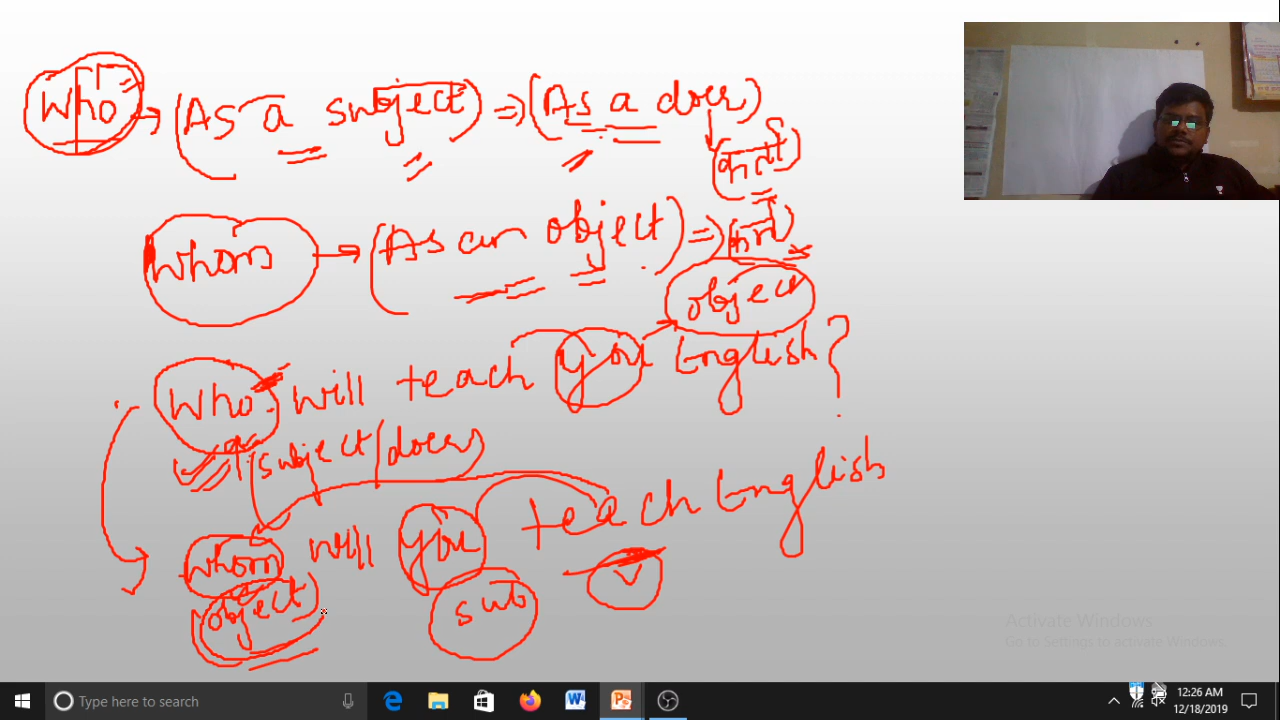 who → (As a subject) ⇒ (As a doer)
(कर्ता)
whom → (As an object) ⇒ (कर्म)
object
who will teach you English?
subject/doer
whom will you teach English
object sub V
Activate Windows
Go to Settings to activate Windows.
Type here to search
12:26 AM
12/18/2019